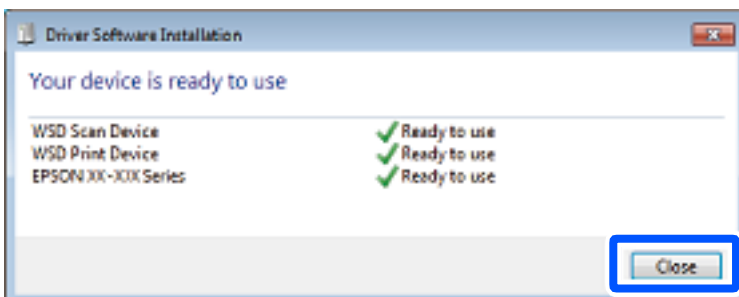 Driver Software Installation
Your device is ready to use
WSD Scan Device Ready to use
WSD Print Device Ready to use
EPSON XX-XXX Series Ready to use
Close